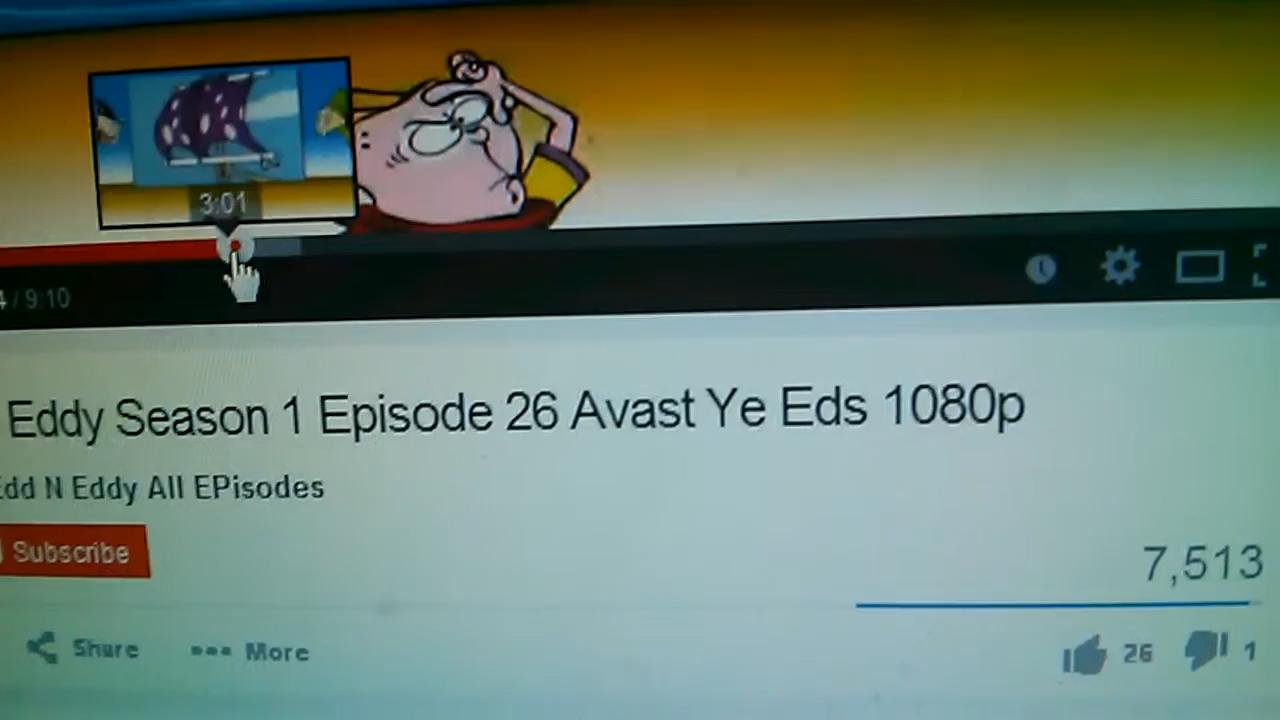 3:01
4 / 9:10
Eddy Season 1 Episode 26 Avast Ye Eds 1080p
Edd N Eddy All EPisodes
Subscribe
7,513
Share
More
26
1